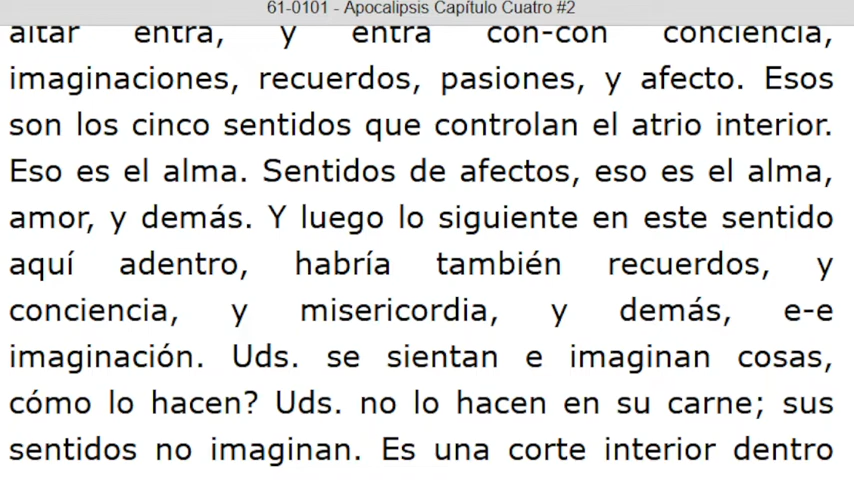 61-0101 - Apocalipsis Capítulo Cuatro #2
altar entra, y entra con-con conciencia,
imaginaciones, recuerdos, pasiones, y afecto. Esos
son los cinco sentidos que controlan el atrio interior.
Eso es el alma. Sentidos de afectos, eso es el alma,
amor, y demás. Y luego lo siguiente en este sentido
aquí adentro, habría también recuerdos, y
conciencia, y misericordia, y demás, e-e
imaginación. Uds. se sientan e imaginan cosas,
cómo lo hacen? Uds. no lo hacen en su carne; sus
sentidos no imaginan. Es una corte interior dentro